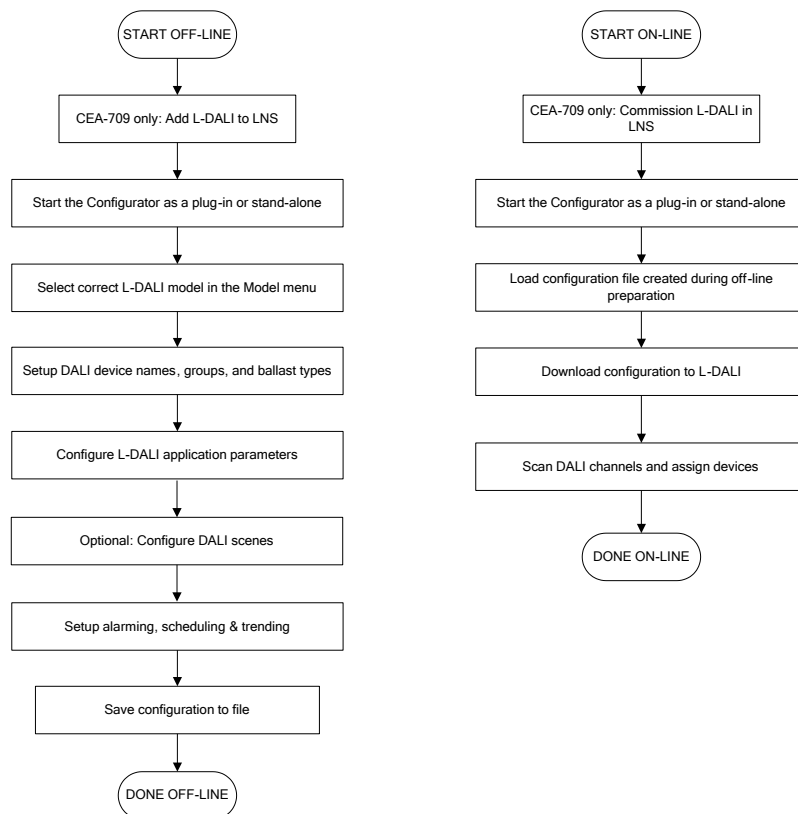 START OFF-LINE
CEA-709 only: Add L-DALI to LNS
Start the Configurator as a plug-in or stand-alone
Select correct L-DALI model in the Model menu
Setup DALI device names, groups, and ballast types
Configure L-DALI application parameters
Optional: Configure DALI scenes
Setup alarming, scheduling & trending
Save configuration to file
DONE OFF-LINE
START ON-LINE
CEA-709 only: Commission L-DALI in
LNS
Start the Configurator as a plug-in or stand-alone
Load configuration file created during off-line
preparation
Download configuration to L-DALI
Scan DALI channels and assign devices
DONE ON-LINE